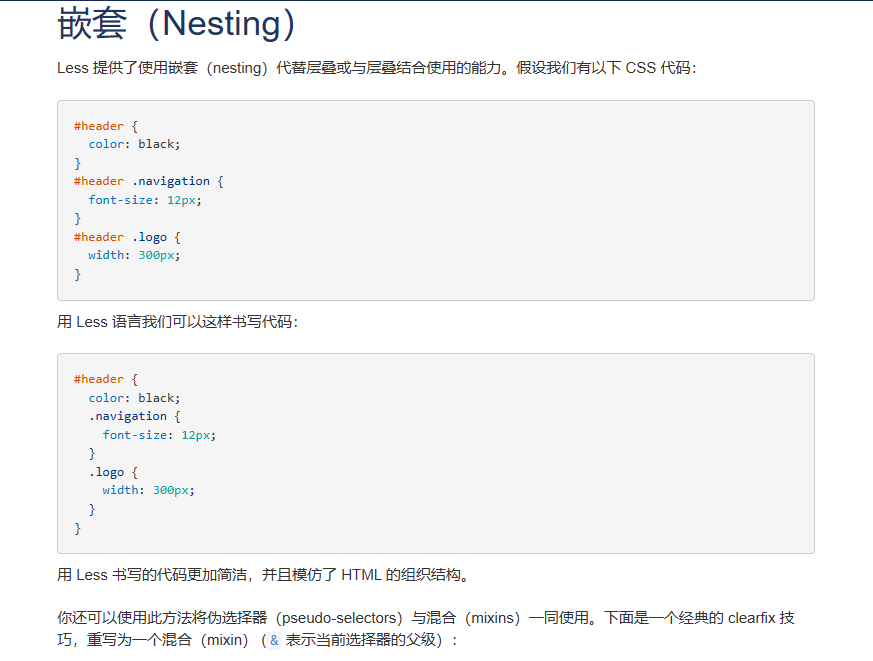 嵌套（Nesting）
Less 提供了使用嵌套（nesting）代替层叠或与层叠结合使用的能力。假设我们有以下 CSS 代码：
#header {
  color: black;
}
#header .navigation {
  font-size: 12px;
}
#header .logo {
  width: 300px;
}
用 Less 语言我们可以这样书写代码：
#header {
  color: black;
  .navigation {
    font-size: 12px;
  }
  .logo {
    width: 300px;
  }
}
用 Less 书写的代码更加简洁，并且模仿了 HTML 的组织结构。
你还可以使用此方法将伪选择器（pseudo-selectors）与混合（mixins）一同使用。下面是一个经典的 clearfix 技
巧，重写为一个混合（mixin）（& 表示当前选择器的父级）：